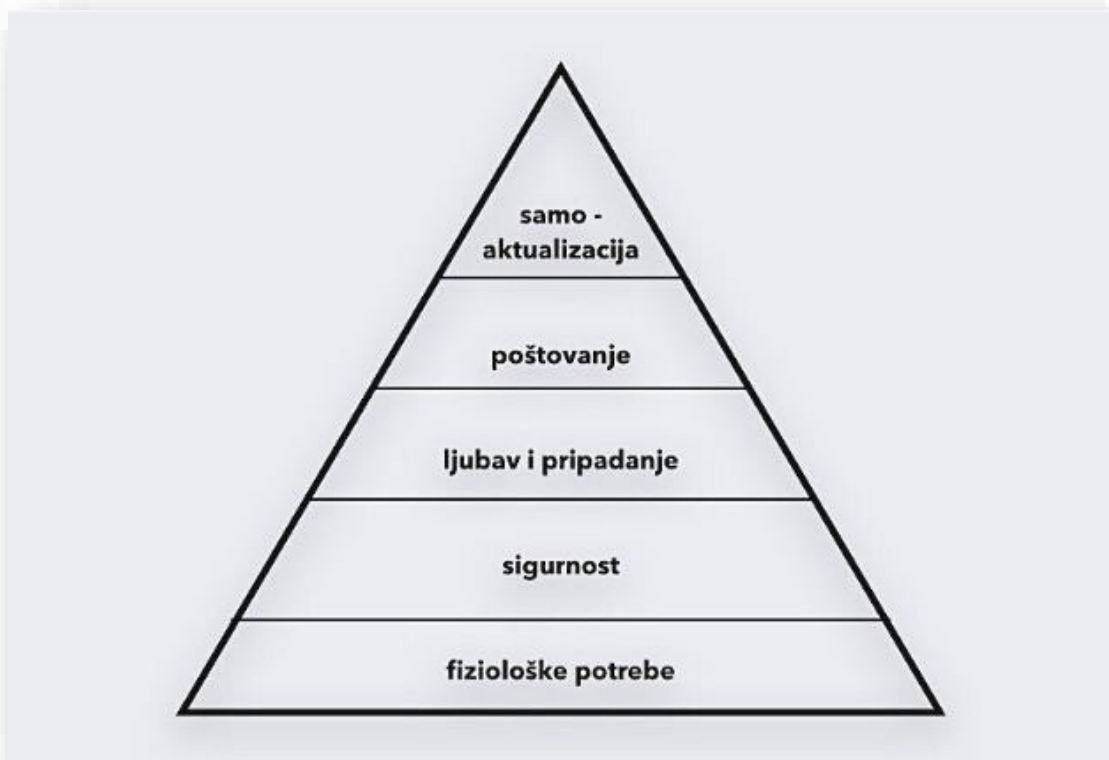 samo -
aktualizacija
poštovanje
ljubav i pripadanje
sigurnost
fiziološke potrebe